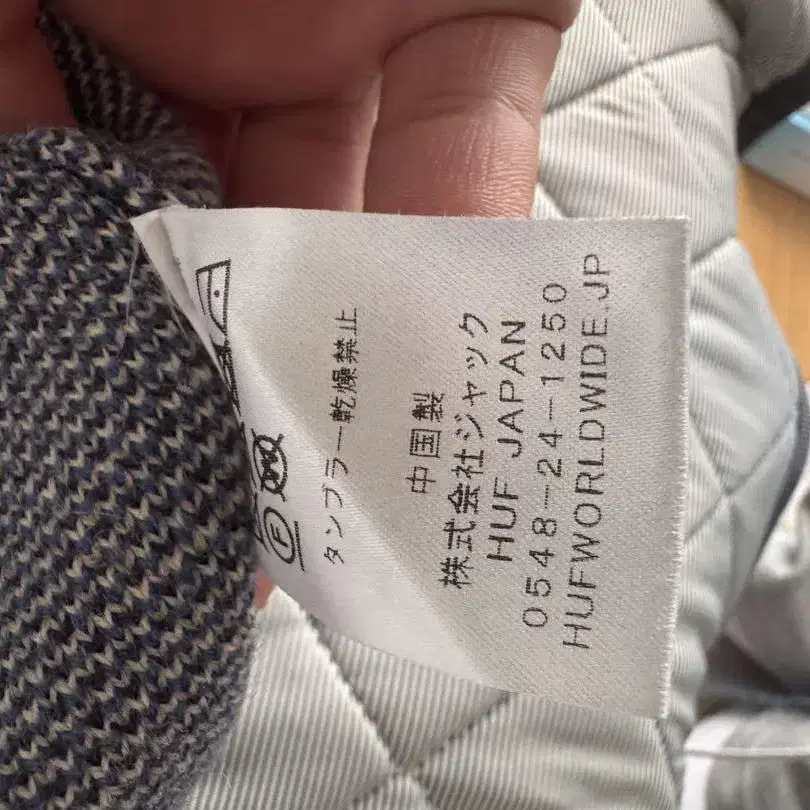 Ⓕ
タンブラー乾燥禁止
中国製
株式会社ジャック
HUF JAPAN
0548-24-1250
HUFWORLDWIDE.JP